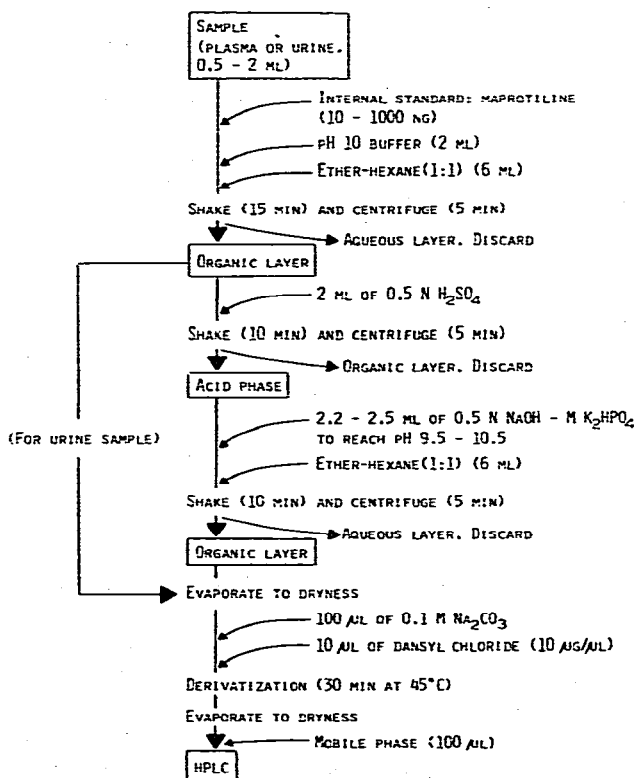 SAMPLE
(PLASMA OR URINE.
0.5 - 2 ML)
INTERNAL STANDARD: MAPROTILINE
(10 - 1000 NG)
PH 10 BUFFER (2 ML)
ETHER-HEXANE(1:1) (6 ML)
SHAKE (15 MIN) AND CENTRIFUGE (5 MIN)
AQUEOUS LAYER. DISCARD
ORGANIC LAYER
2 ML OF 0.5 N H₂SO₄
SHAKE (10 MIN) AND CENTRIFUGE (5 MIN)
ORGANIC LAYER. DISCARD
ACID PHASE
2.2 - 2.5 ML OF 0.5 N NAOH - M K₂HPO₄
TO REACH PH 9.5 - 10.5
(FOR URINE SAMPLE)
ETHER-HEXANE(1:1) (6 ML)
SHAKE (10 MIN) AND CENTRIFUGE (5 MIN)
AQUEOUS LAYER. DISCARD
ORGANIC LAYER
EVAPORATE TO DRYNESS
100 µL OF 0.1 M NA₂CO₃
10 µL OF DANSYL CHLORIDE (10 µG/µL)
DERIVATIZATION (30 MIN AT 45°C)
EVAPORATE TO DRYNESS
MOBILE PHASE (100 µL)
HPLC